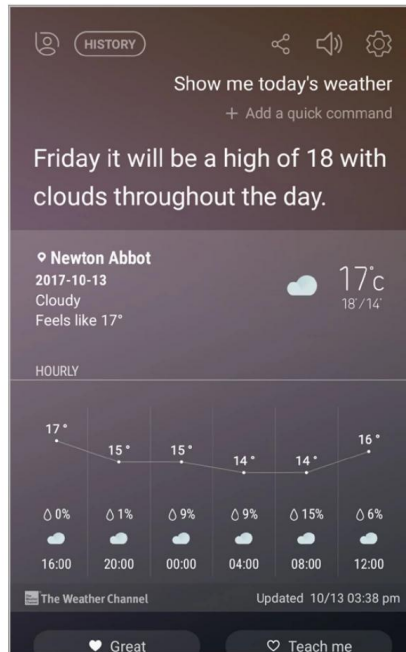 HISTORY
Show me today's weather
+ Add a quick command
Friday it will be a high of 18 with
clouds throughout the day.
Newton Abbot
2017-10-13
Cloudy
Feels like 17°
17°c
18°/14°
HOURLY
17° 15° 15° 14° 14° 16°
0% 1% 9% 9% 15% 6%
16:00 20:00 00:00 04:00 08:00 12:00
The Weather Channel Updated 10/13 03:38 pm
Great Teach me